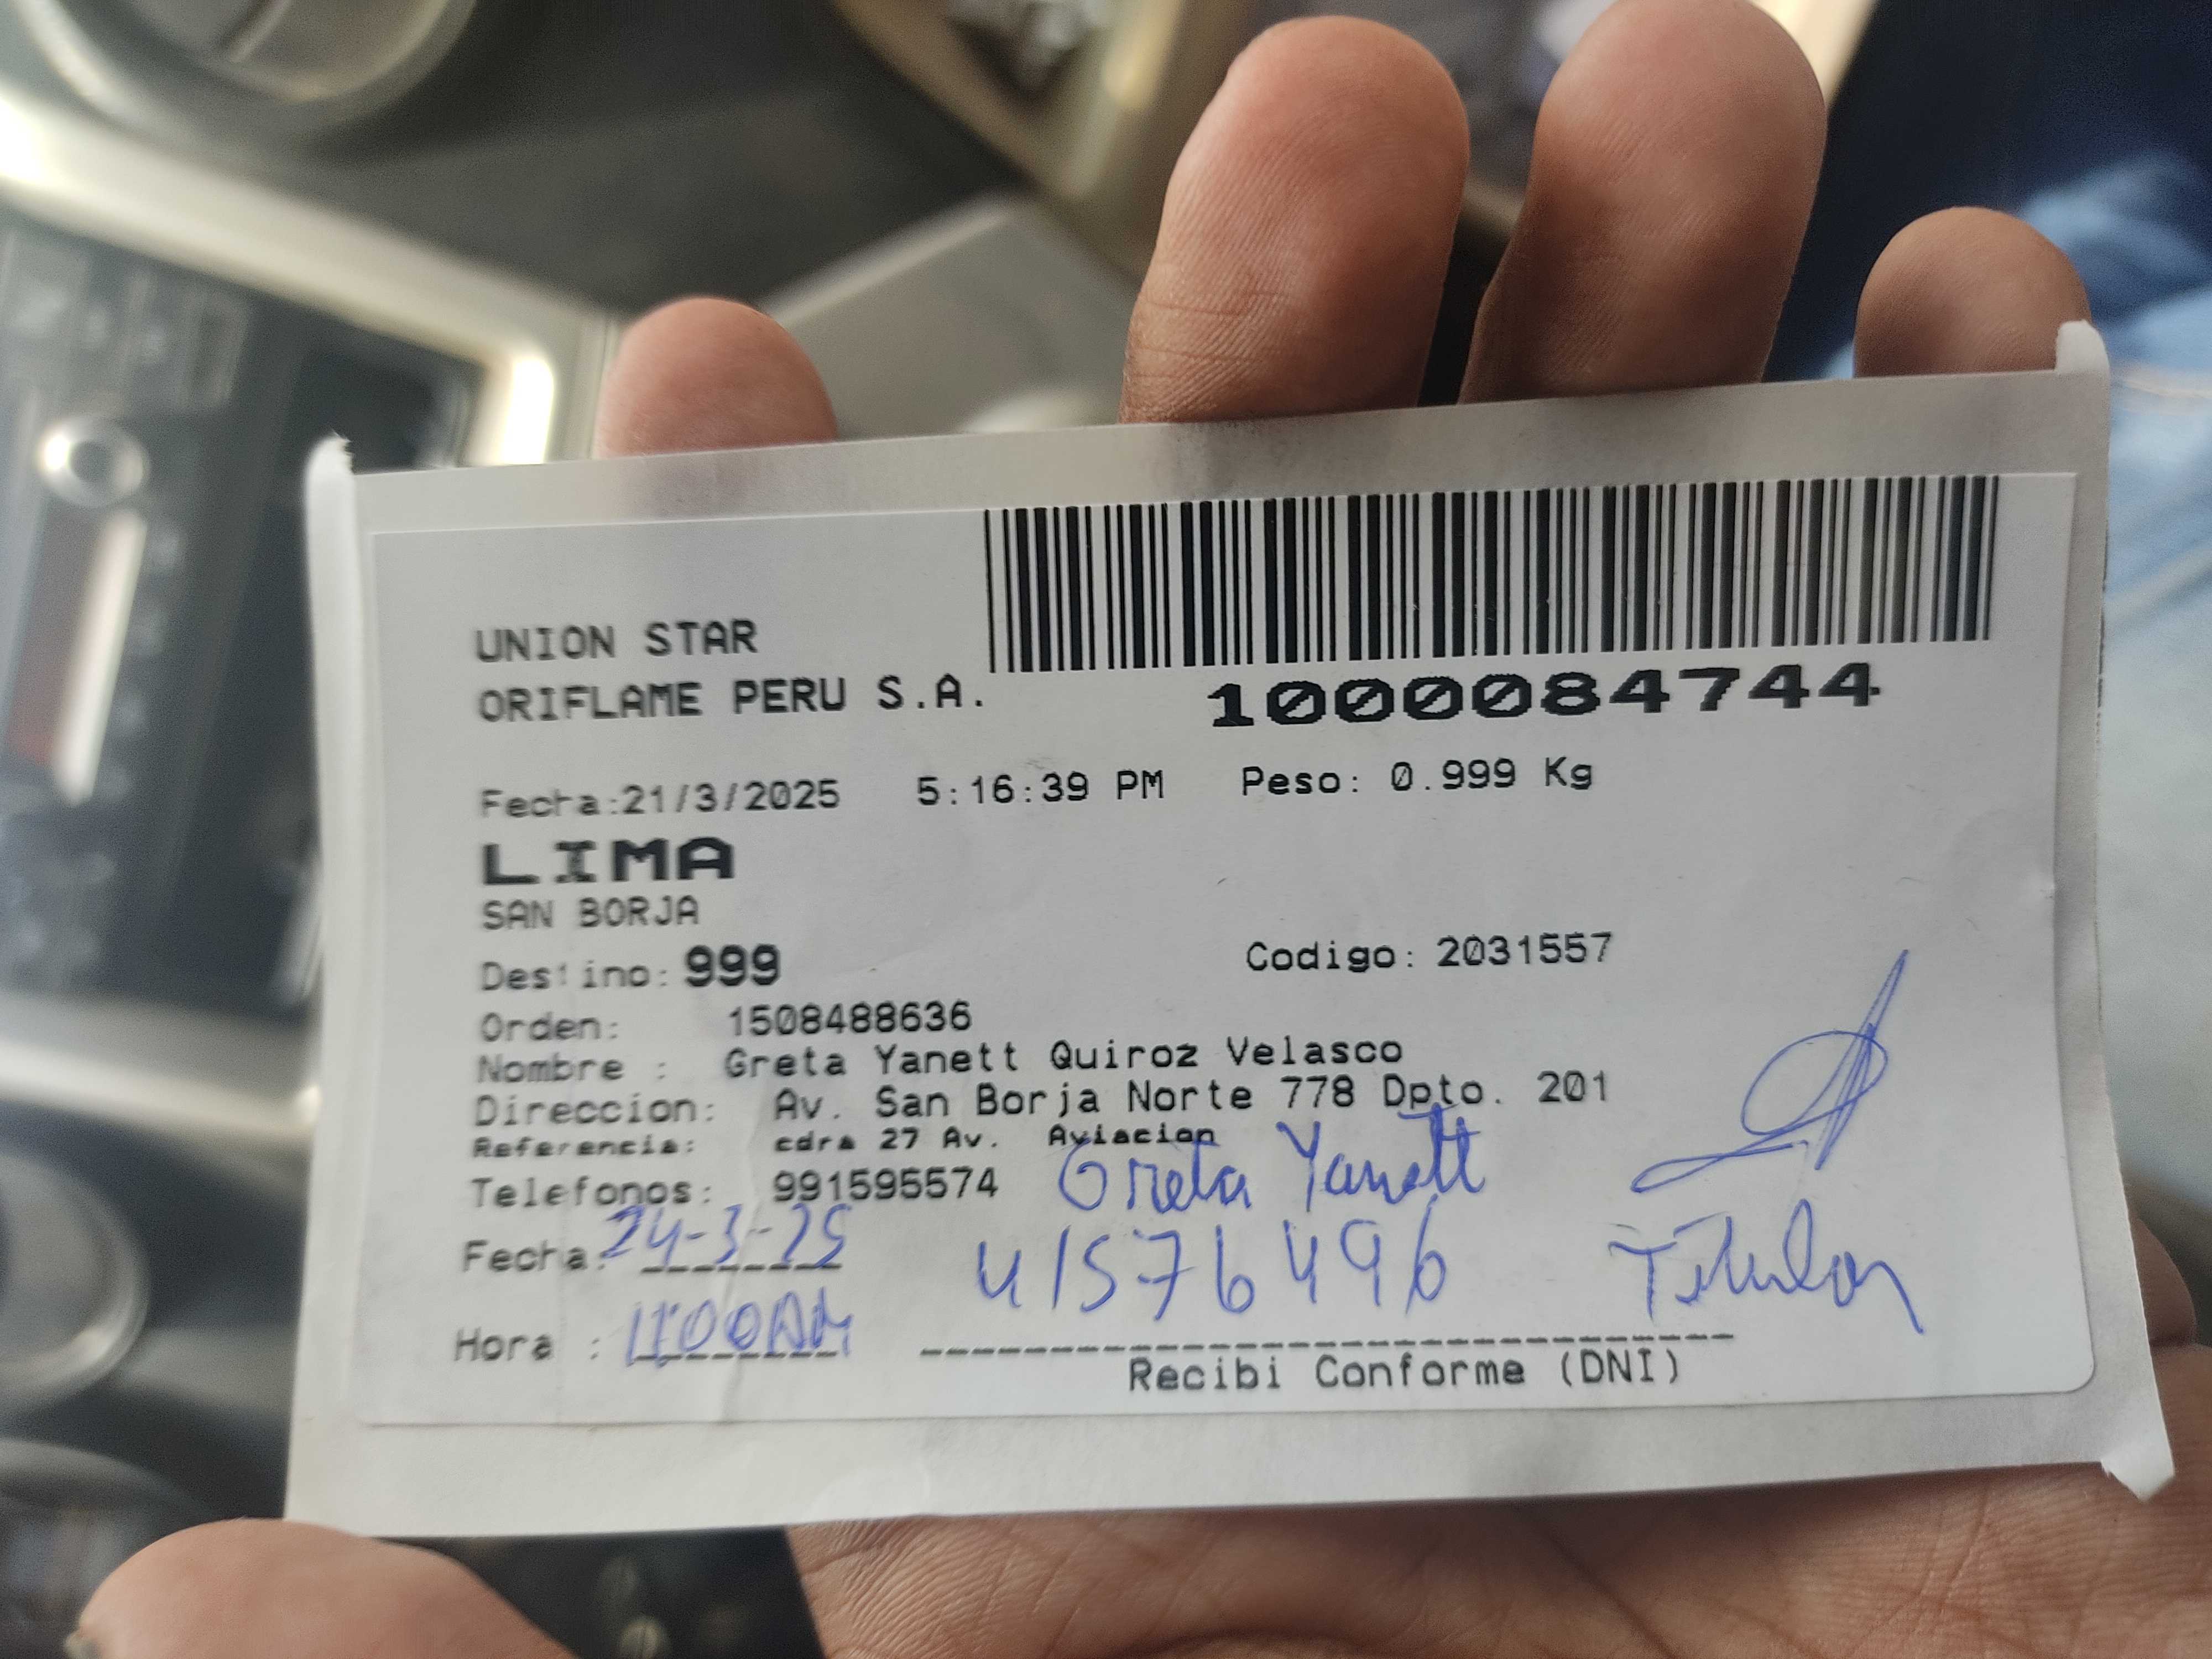 UNION STAR
ORIFLAME PERU S.A.
1000084744
Fecha:21/3/2025 5:16:39 PM Peso: 0.999 Kg
LIMA
SAN BORJA
Destino: 999 Codigo: 2031557
Orden: 1508488636
Nombre : Greta Yanett Quiroz Velasco
Direccion: Av. San Borja Norte 778 Dpto. 201
Referencia: cdra 27 Av. Aviacion
Telefonos: 991595574 Greta Yanett
Fecha: 24-3-25 41576496 Titular
Hora : 11:00AM
Recibi Conforme (DNI)